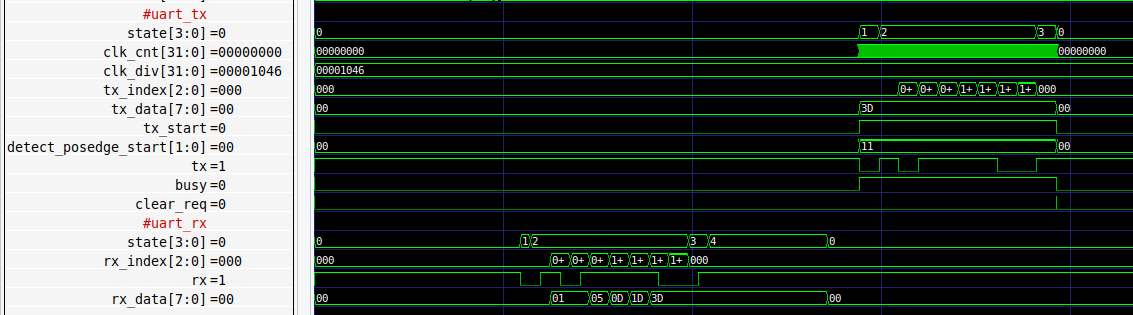 #uart_tx
state[3:0]=0 0 1 2 3 0
clk_cnt[31:0]=00000000 00000000 00000000
clk_div[31:0]=00001046 00001046
tx_index[2:0]=000 000 0+ 0+ 0+ 1+ 1+ 1+ 1+ 000
tx_data[7:0]=00 00 3D 00
tx_start=0
detect_posedge_start[1:0]=00 00 11 00
tx=1
busy=0
clear_req=0
#uart_rx
state[3:0]=0 0 1 2 3 4 0
rx_index[2:0]=000 000 0+ 0+ 0+ 1+ 1+ 1+ 1+ 000
rx=1
rx_data[7:0]=00 00 01 05 0D 1D 3D 00